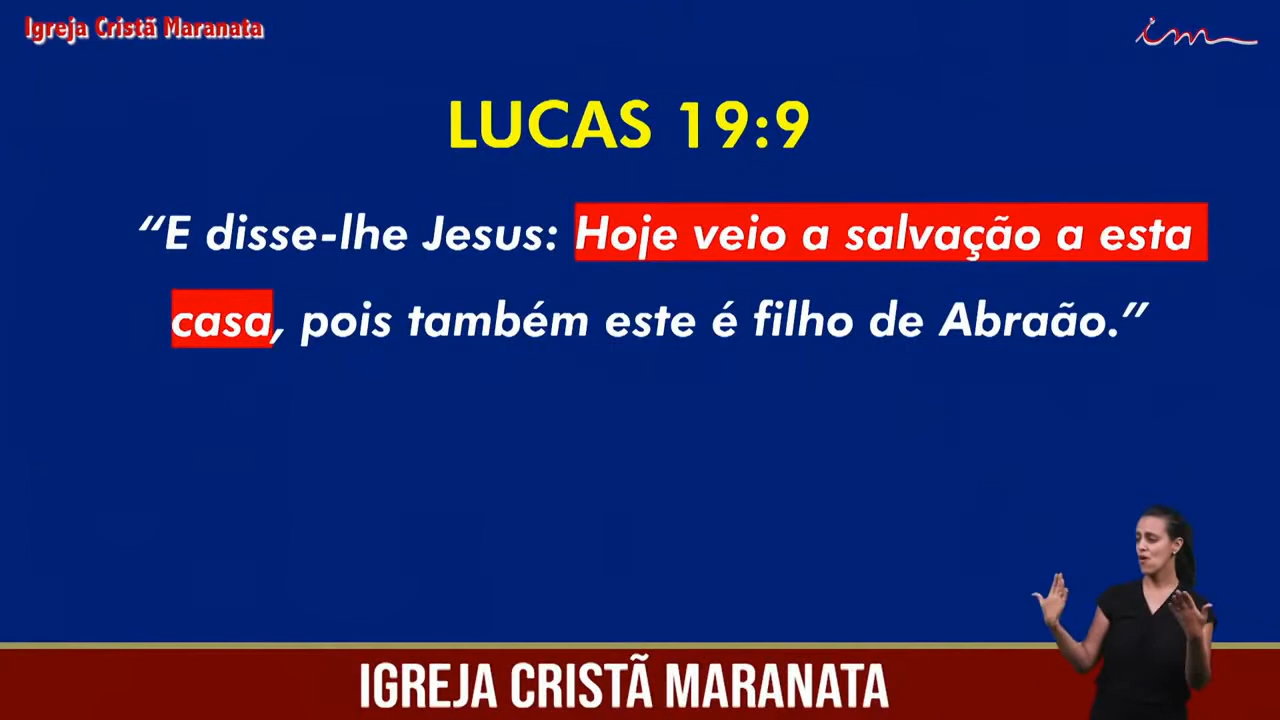 Igreja Cristã Maranata
im
LUCAS 19:9
“E disse-lhe Jesus: Hoje veio a salvação a esta
casa, pois também este é filho de Abraão.”
IGREJA CRISTÃ MARANATA